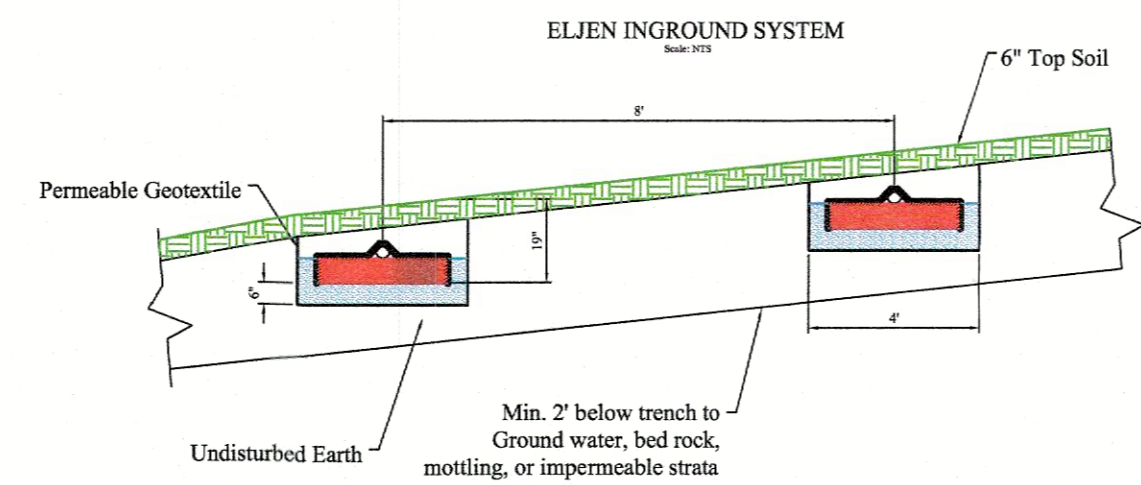 ELJEN INGROUND SYSTEM
Scale: NTS
6" Top Soil
8'
Permeable Geotextile
19"
6"
4'
Min. 2' below trench to
Ground water, bed rock,
mottling, or impermeable strata
Undisturbed Earth